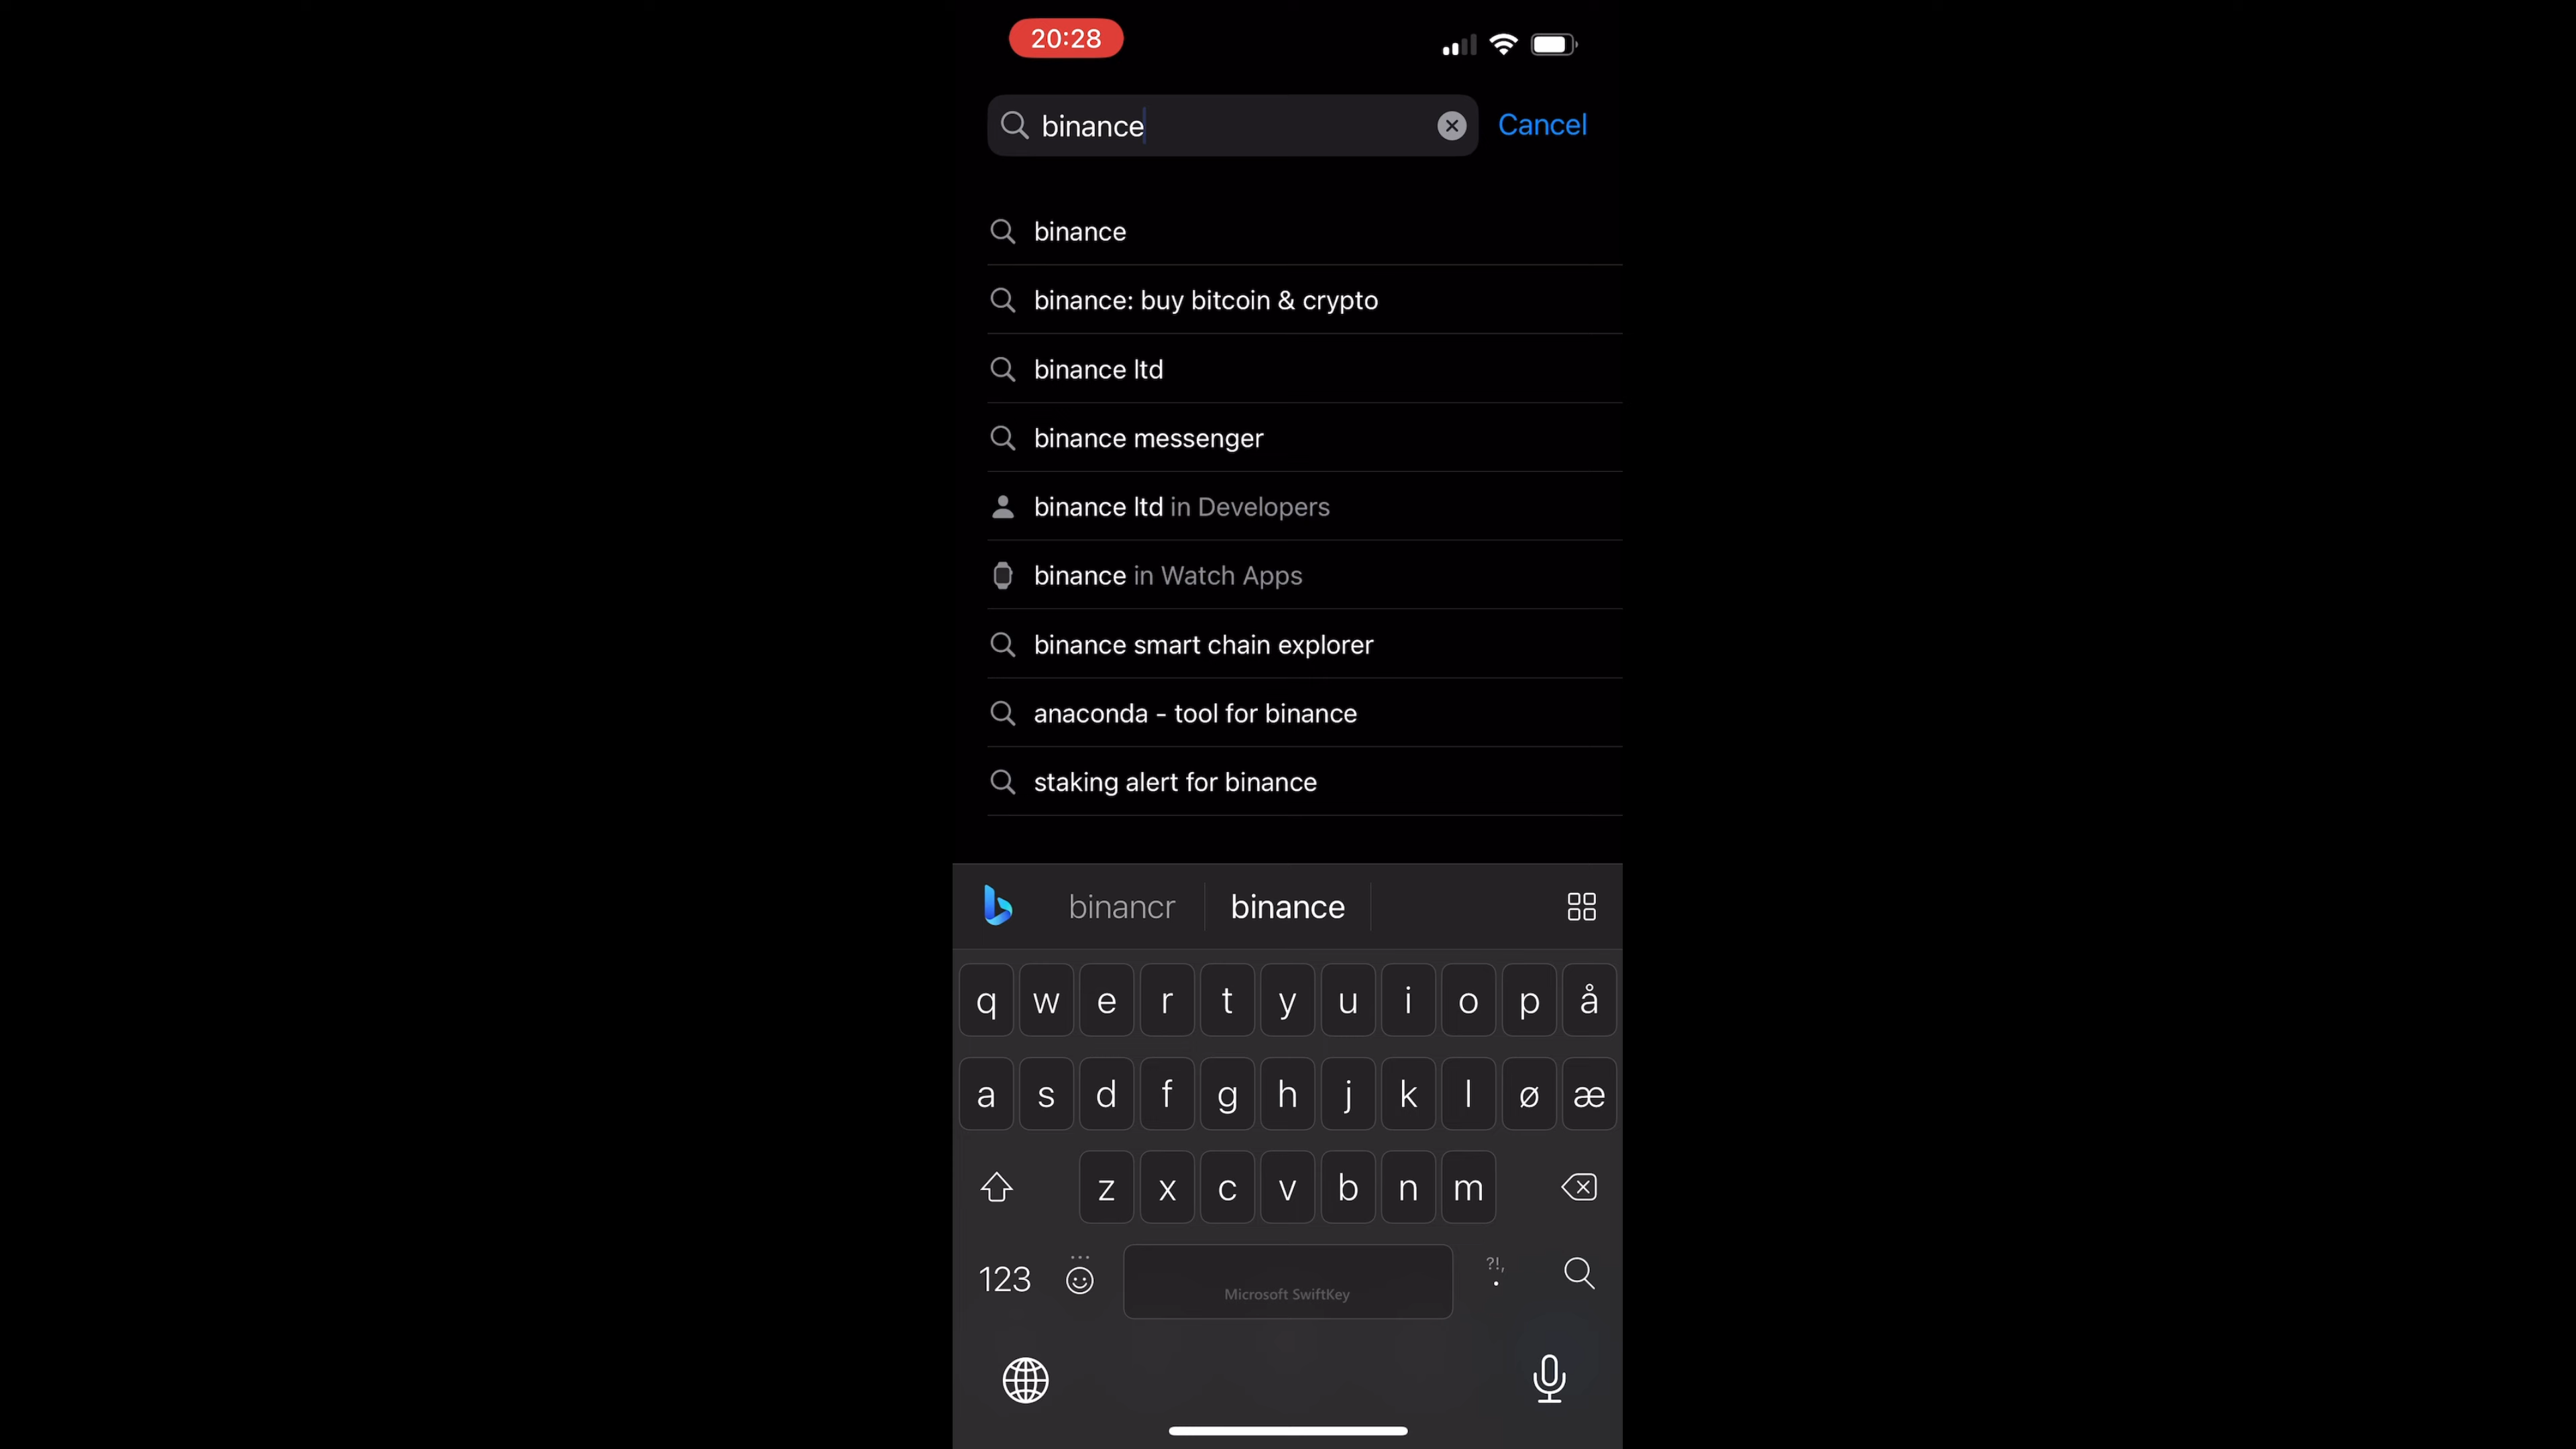 20:28
binance
Cancel
binance
binance: buy bitcoin & crypto
binance ltd
binance messenger
binance ltd in Developers
binance in Watch Apps
binance smart chain explorer
anaconda - tool for binance
staking alert for binance
binancr binance
q w e r t y u i o p å
a s d f g h j k l ø æ
z x c v b n m
123 Microsoft SwiftKey ?!, .